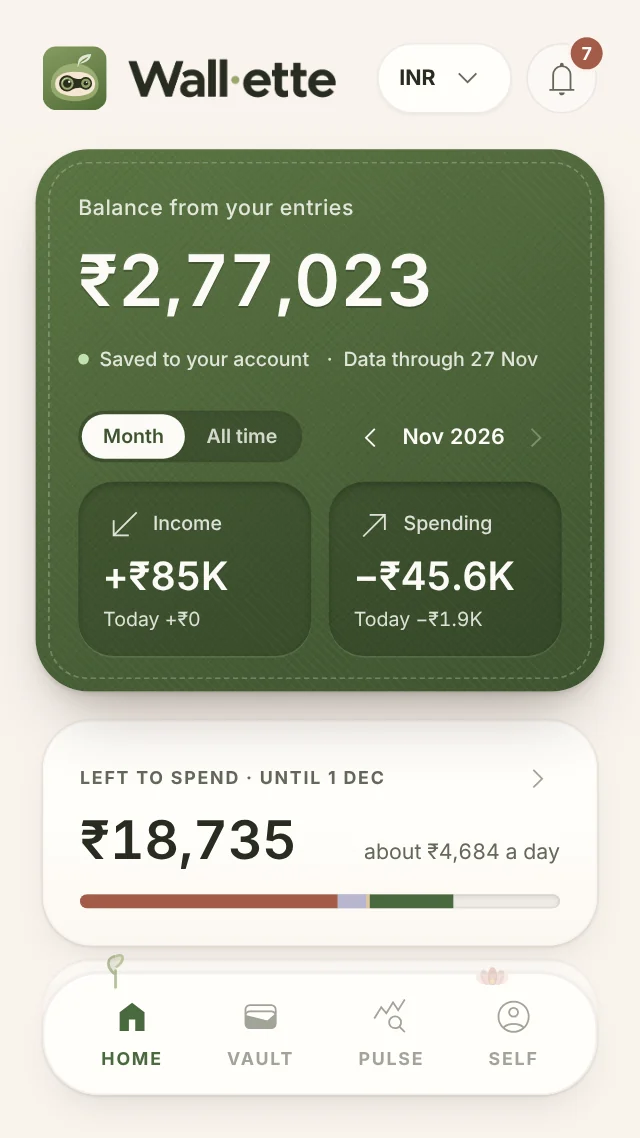 Wall·ette
INR
7
Balance from your entries
₹2,77,023
Saved to your account · Data through 27 Nov
Month All time Nov 2026
Income
+₹85K
Today +₹0
Spending
−₹45.6K
Today −₹1.9K
LEFT TO SPEND · UNTIL 1 DEC
₹18,735
about ₹4,684 a day
HOME VAULT PULSE SELF